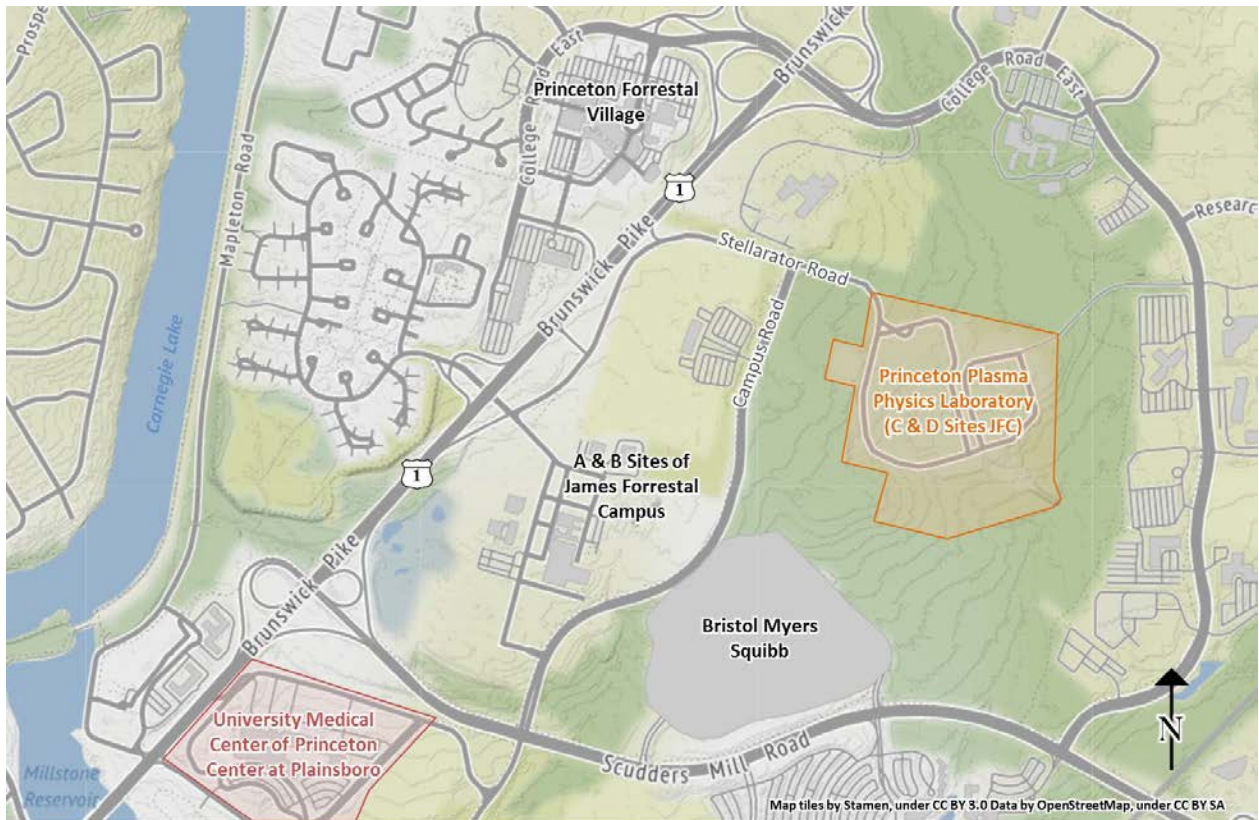 Prospe
Mapleton Road
College Road East
Princeton Forrestal
Village
Brunswick
College Road East
1
Researc
Stellarator Road
Brunswick Pike
Carnegie Lake
Campus Road
Princeton Plasma
Physics Laboratory
(C & D Sites JFC)
1
A & B Sites of
James Forrestal
Campus
Brunswick Pike
Bristol Myers
Squibb
University Medical
Center of Princeton
Center at Plainsboro
Scudders Mill Road
N
Millstone
Reservoir
Map tiles by Stamen, under CC BY 3.0 Data by OpenStreetMap, under CC BY SA